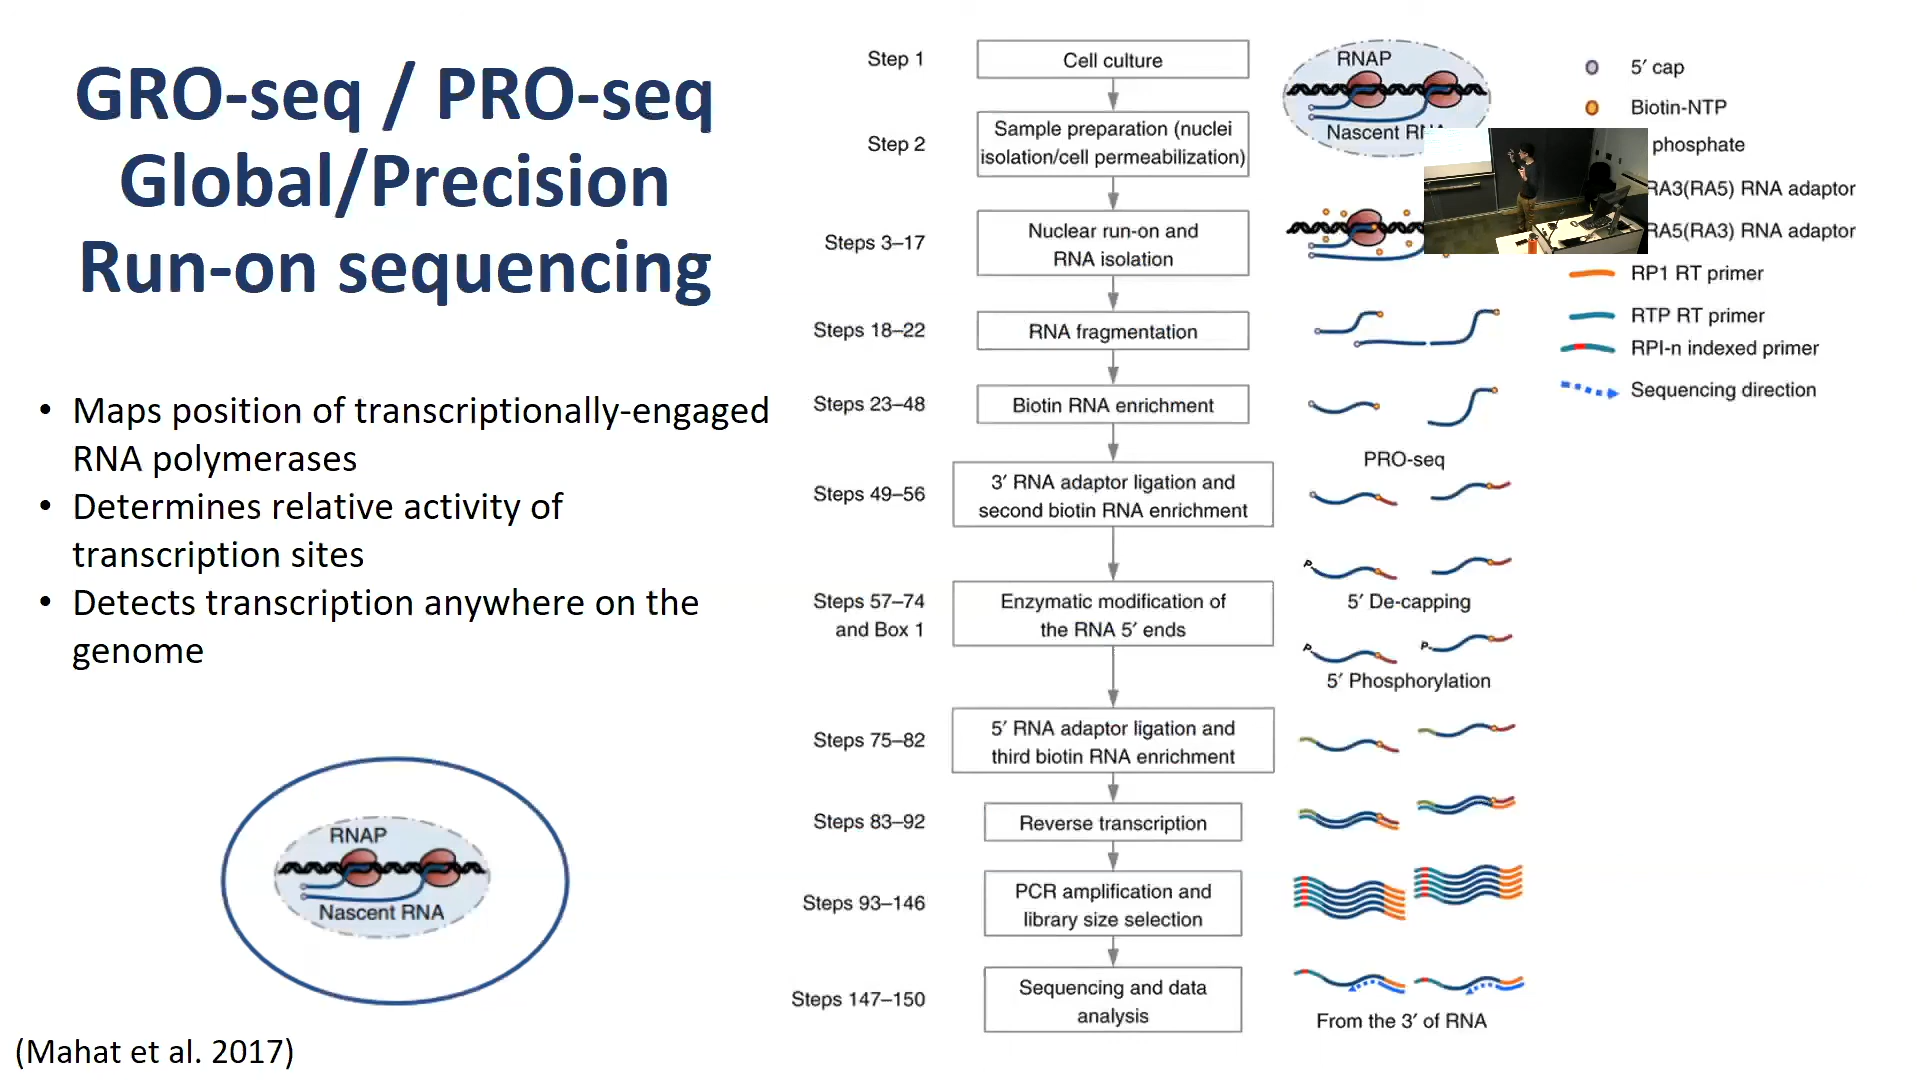 GRO-seq / PRO-seq
Global/Precision
Run-on sequencing
• Maps position of transcriptionally-engaged
RNA polymerases
• Determines relative activity of
transcription sites
• Detects transcription anywhere on the
genome
RNAP
Nascent RNA
(Mahat et al. 2017)
Step 1
Cell culture
Step 2
Sample preparation (nuclei
isolation/cell permeabilization)
Steps 3–17
Nuclear run-on and
RNA isolation
Steps 18–22
RNA fragmentation
Steps 23–48
Biotin RNA enrichment
Steps 49–56
3′ RNA adaptor ligation and
second biotin RNA enrichment
Steps 57–74
and Box 1
Enzymatic modification of
the RNA 5′ ends
Steps 75–82
5′ RNA adaptor ligation and
third biotin RNA enrichment
Steps 83–92
Reverse transcription
Steps 93–146
PCR amplification and
library size selection
Steps 147–150
Sequencing and data
analysis
RNAP
Nascent
PRO-seq
P
5′ De-capping
P
P
5′ Phosphorylation
From the 3′ of RNA
5′ cap
Biotin-NTP
phosphate
RA3(RA5) RNA adaptor
RA5(RA3) RNA adaptor
RP1 RT primer
RTP RT primer
RPI-n indexed primer
Sequencing direction